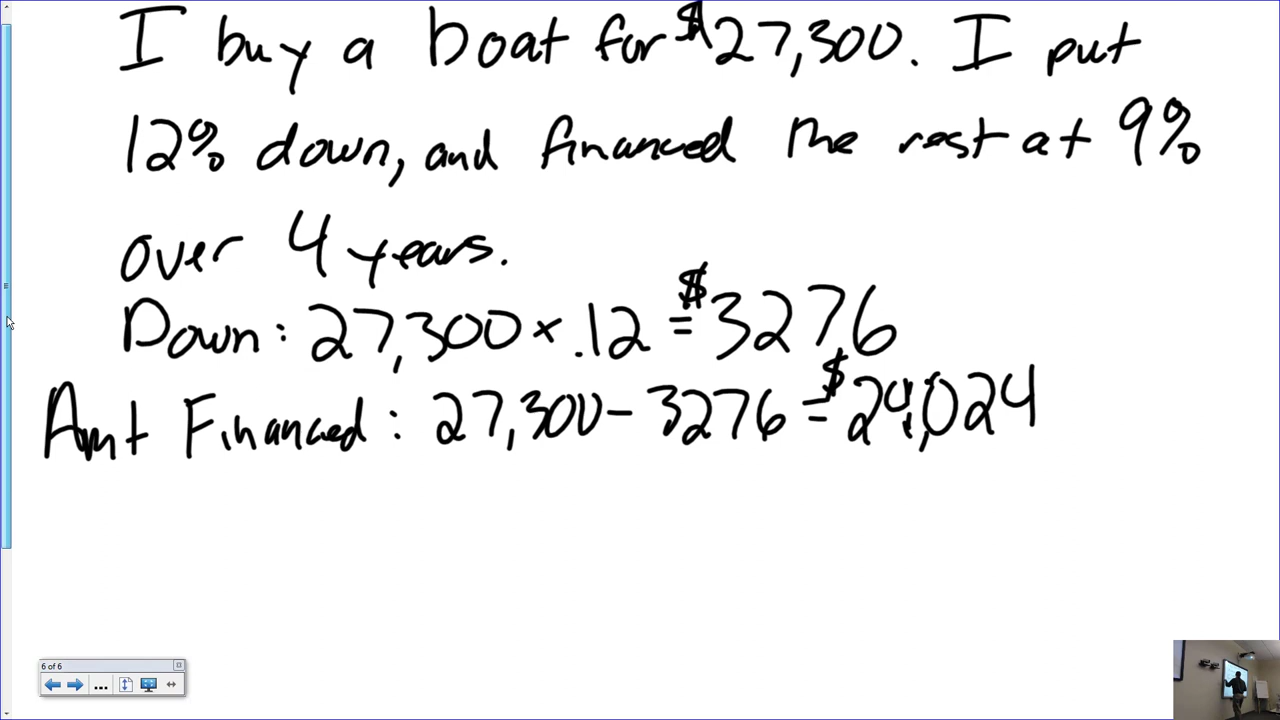 I buy a boat for $27,300. I put
12% down, and financed the rest at 9%
over 4 years.
Down: 27,300 × .12 = $3276
Amt Financed: 27,300 - 3276 = $24,024
6 of 6